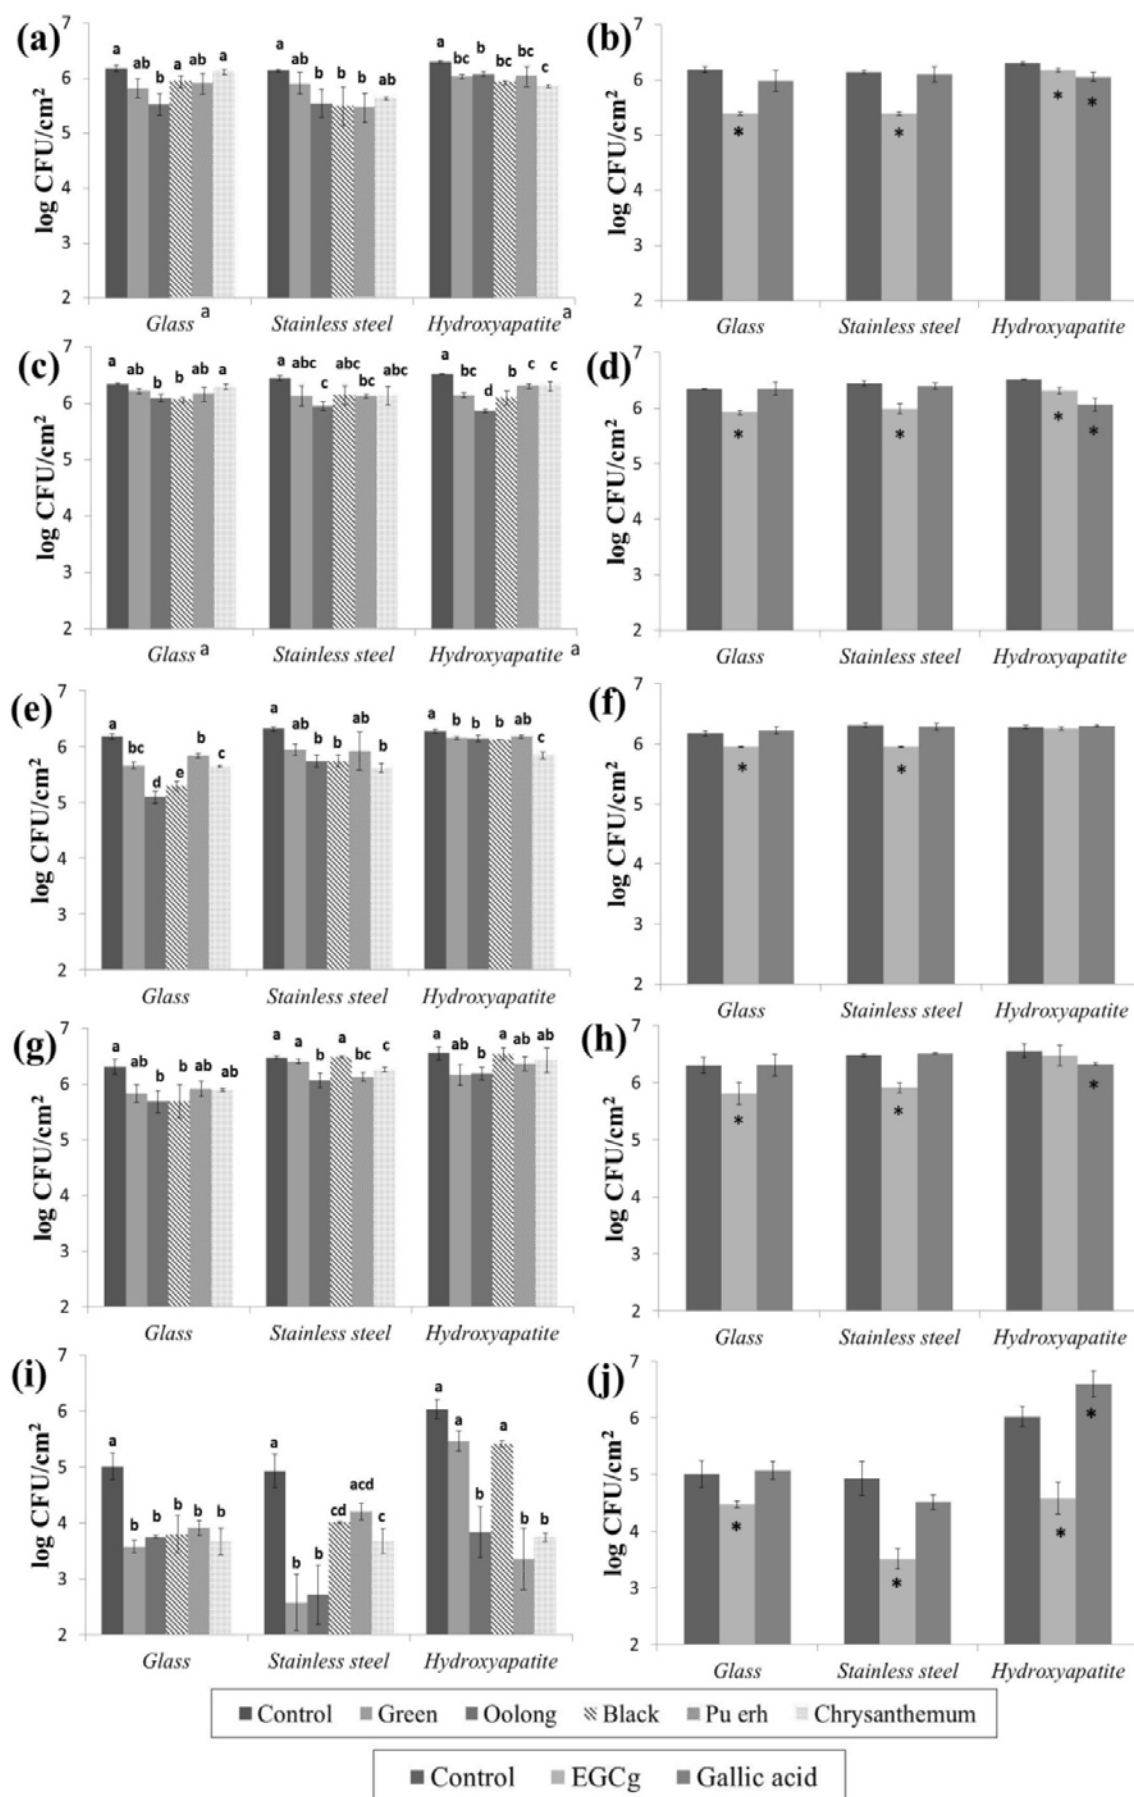 (a)
7
6
5
4
3
2
log CFU/cm²
a ab b a ab a
a ab b b b ab
a bc b bc bc c
Glass a Stainless steel Hydroxyapatite a
(b)
7
6
5
4
3
2
log CFU/cm²
* * * *
Glass Stainless steel Hydroxyapatite
(c)
7
6
5
4
3
2
log CFU/cm²
a ab b b ab a
a abc c abc bc abc
a bc d b c c
Glass a Stainless steel Hydroxyapatite a
(d)
7
6
5
4
3
2
log CFU/cm²
* * * *
Glass Stainless steel Hydroxyapatite
(e)
7
6
5
4
3
2
log CFU/cm²
a bc d e b c
a ab b b ab b
a b b b ab c
Glass Stainless steel Hydroxyapatite
(f)
7
6
5
4
3
2
log CFU/cm²
* *
Glass Stainless steel Hydroxyapatite
(g)
7
6
5
4
3
2
log CFU/cm²
a ab b b ab ab
a a b a bc c
a ab b a ab ab
Glass Stainless steel Hydroxyapatite
(h)
7
6
5
4
3
2
log CFU/cm²
* * *
Glass Stainless steel Hydroxyapatite
(i)
7
6
5
4
3
2
log CFU/cm²
a b b b b b
a b b cd acd c
a a b a b b
Glass Stainless steel Hydroxyapatite
(j)
7
6
5
4
3
2
log CFU/cm²
* * * *
Glass Stainless steel Hydroxyapatite
Control Green Oolong Black Pu erh Chrysanthemum
Control EGCg Gallic acid